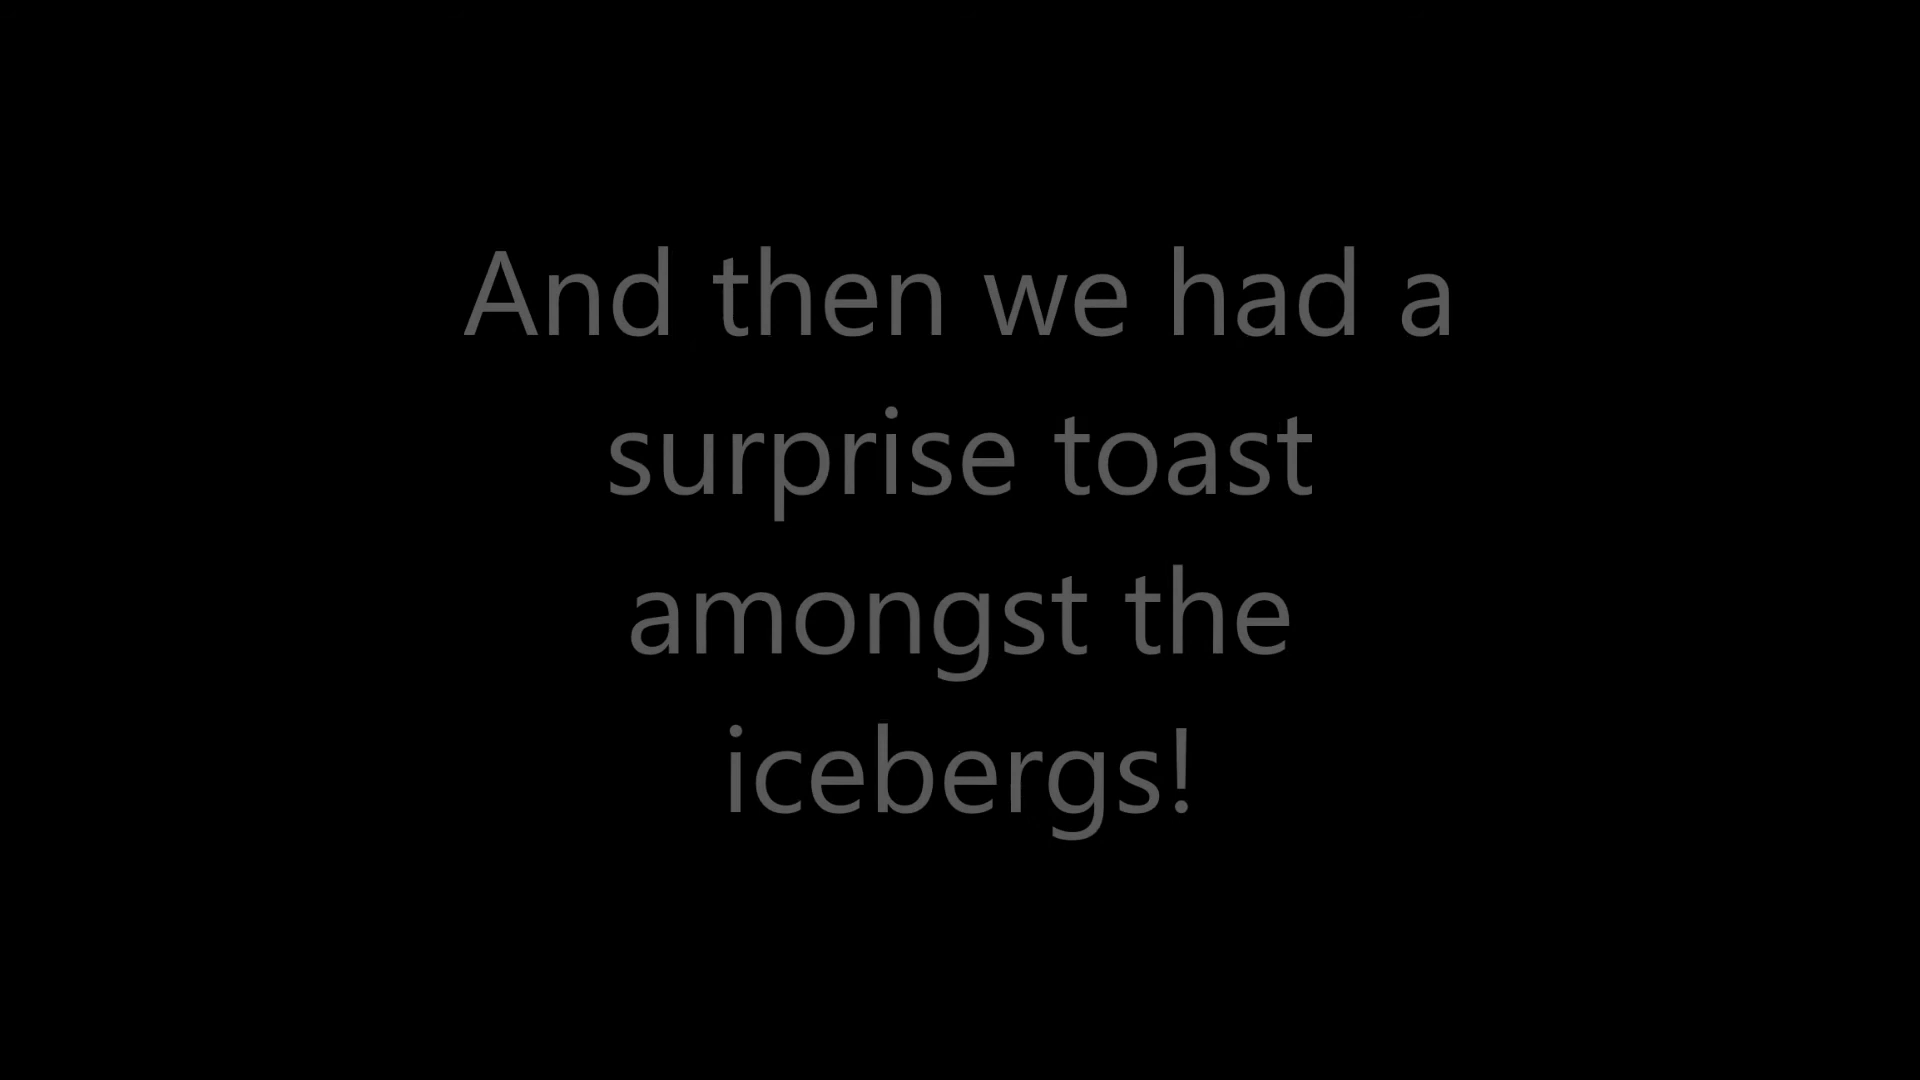 And then we had a
surprise toast
amongst the
icebergs!